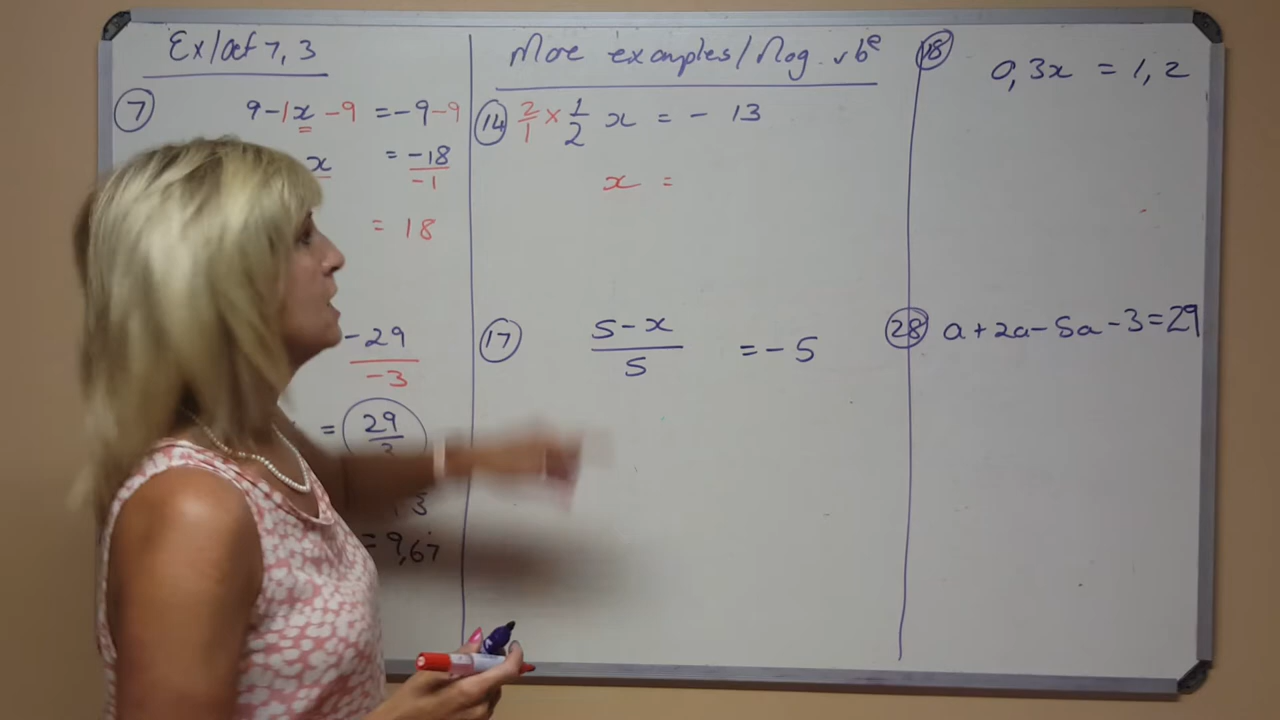 Ex/Oef 7,3
7 9 - 1x - 9 = -9 - 9
x = -18/-1
= 18
-29/-3
= 29/3
= 9,67
More examples/Nog vbe
14 2/1 × 1/2 x = - 13
x =
17 5 - x / 5 = - 5
18 0,3x = 1,2
28 a + 2a - 5a - 3 = 29